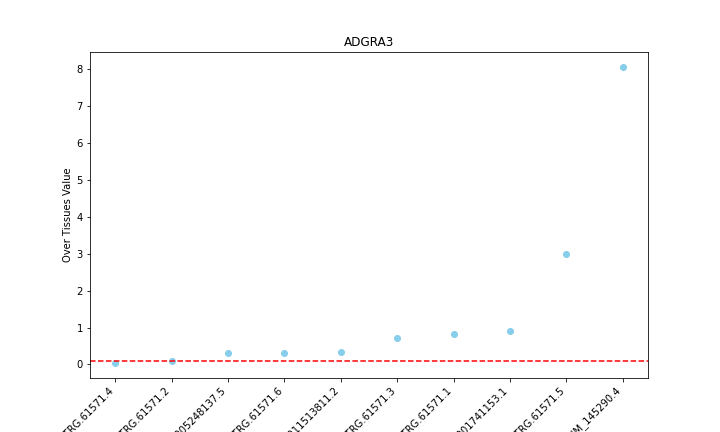 ADGRA3
Over Tissues Value
8
7
6
5
4
3
2
1
0
TRG.61571.4
TRG.61571.2
005248137.5
TRG.61571.6
011513811.2
TRG.61571.3
TRG.61571.1
001741153.1
TRG.61571.5
NM_145290.4